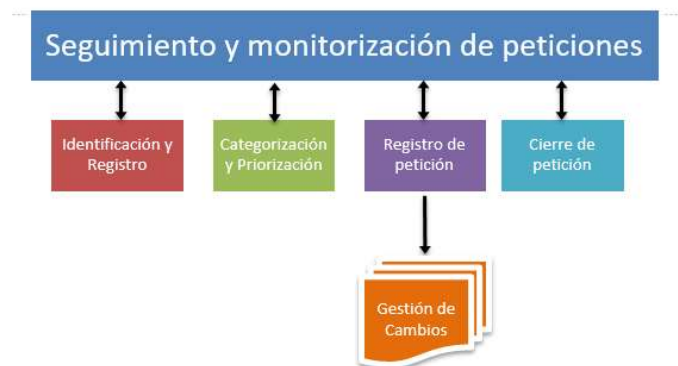 Seguimiento y monitorización de peticiones
Identificación y
Registro
Categorización
y Priorización
Registro de
petición
Cierre de
petición
Gestión de
Cambios